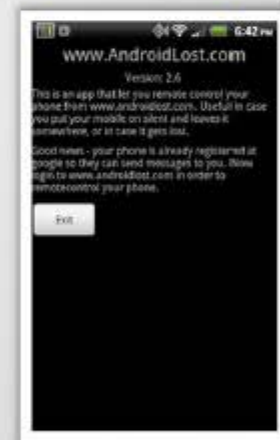 6:42 PM
www.AndroidLost.com
Version: 2.6
This is an app that let you remote control your
phone from www.androidlost.com. Useful in case
you put your mobile on silent and leaves it
somewhere, or in case it gets lost.
Good news - your phone is already registered at
google so they can send messages to you. Now
login to www.androidlost.com in order to
remotecontrol your phone.
Exit